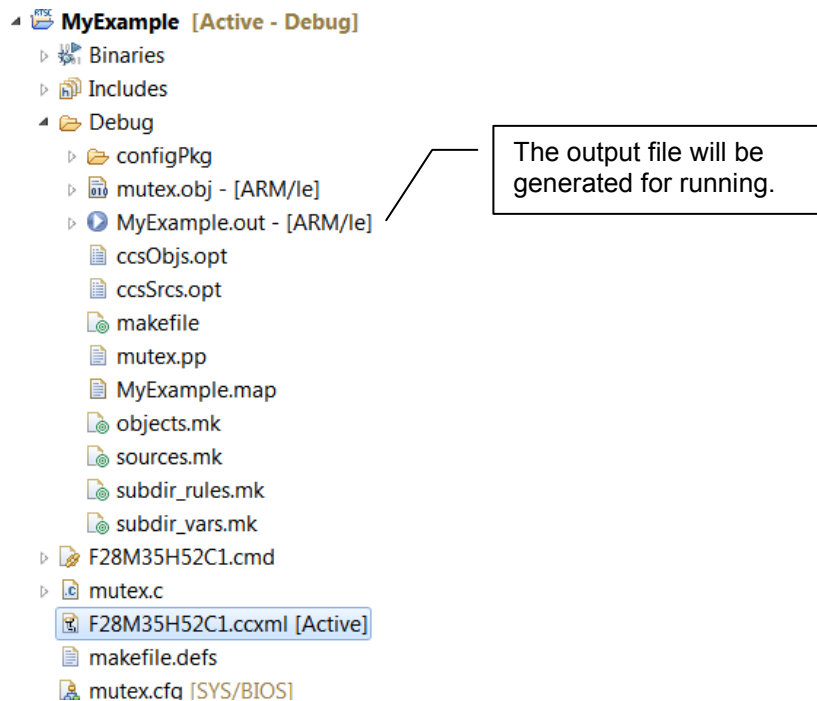 MyExample [Active - Debug]
Binaries
Includes
Debug
configPkg
mutex.obj - [ARM/le]
MyExample.out - [ARM/le]
ccsObjs.opt
ccsSrcs.opt
makefile
mutex.pp
MyExample.map
objects.mk
sources.mk
subdir_rules.mk
subdir_vars.mk
F28M35H52C1.cmd
mutex.c
F28M35H52C1.ccxml [Active]
makefile.defs
mutex.cfg [SYS/BIOS]
The output file will be
generated for running.